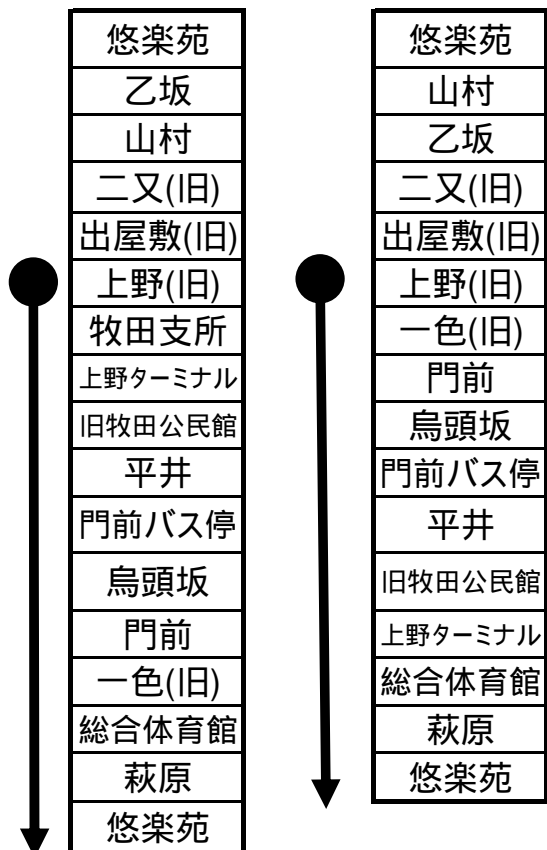 悠楽苑
乙坂
山村
二又(旧)
出屋敷(旧)
上野(旧)
牧田支所
上野ターミナル
旧牧田公民館
平井
門前バス停
烏頭坂
門前
一色(旧)
総合体育館
萩原
悠楽苑
悠楽苑
山村
乙坂
二又(旧)
出屋敷(旧)
上野(旧)
一色(旧)
門前
烏頭坂
門前バス停
平井
旧牧田公民館
上野ターミナル
総合体育館
萩原
悠楽苑